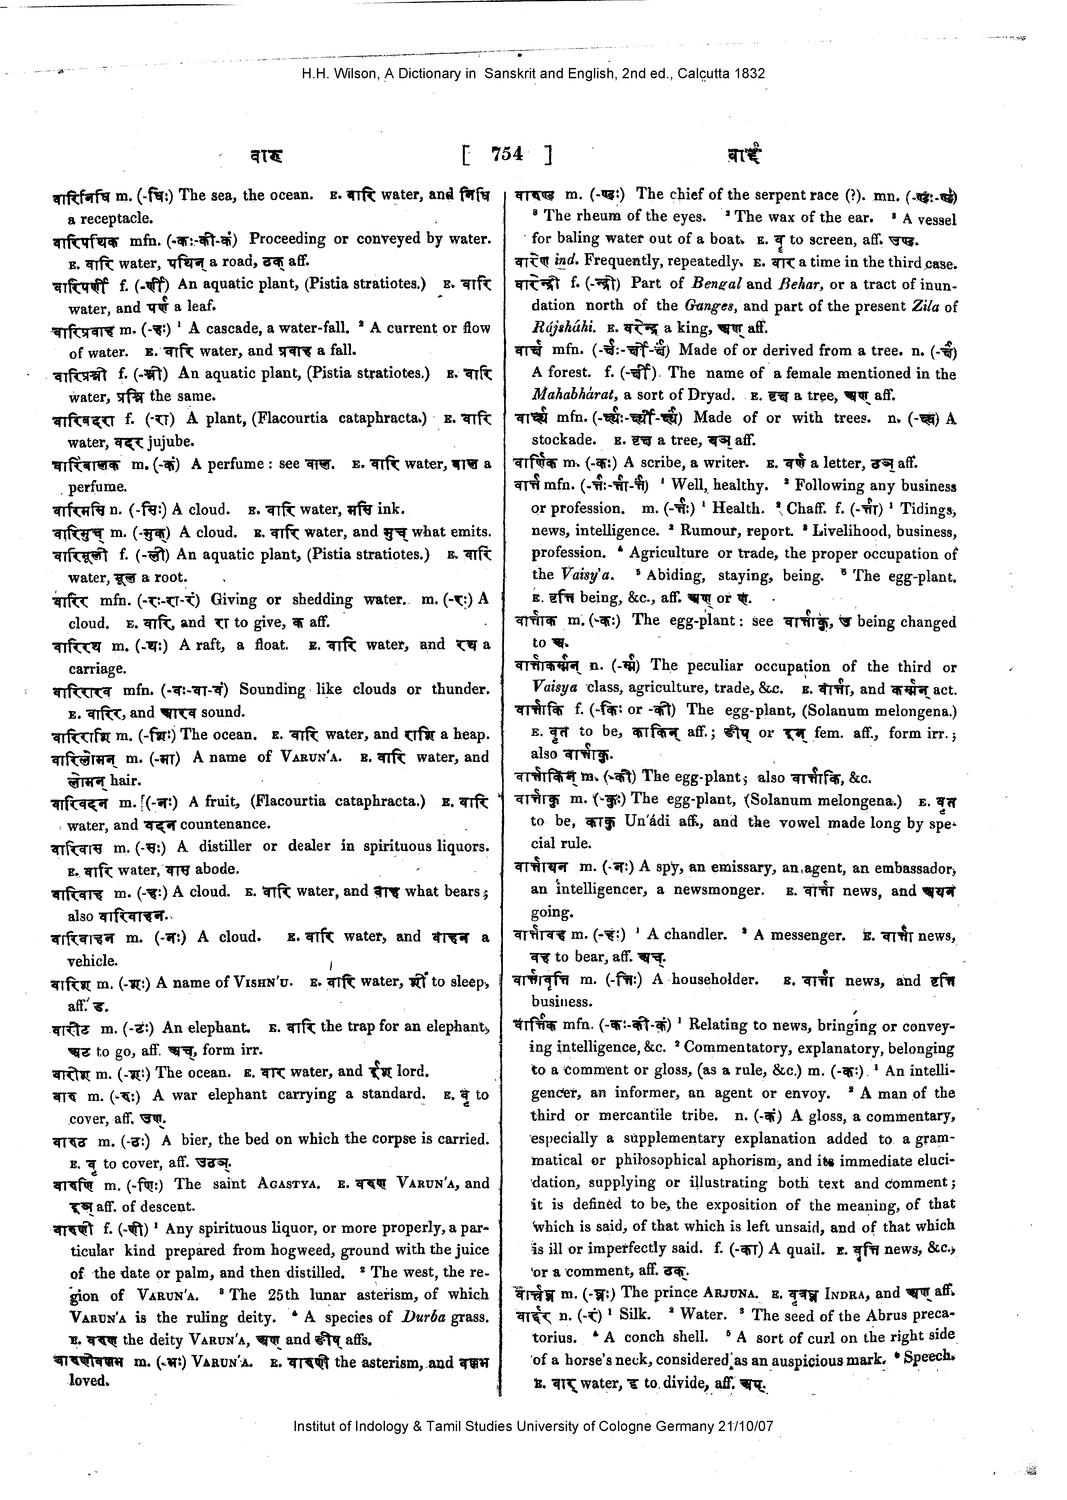 H.H. Wilson, A Dictionary in Sanskrit and English, 2nd ed., Calcutta 1832
वारु [ 754 ] वार्द्द
वारिनिधि m. (-धिः) The sea, the ocean. E. वारि water, and निधि
a receptacle.
वारिपथिक mfn. (-कः-की-कं) Proceeding or conveyed by water.
E. वारि water, पथिन् a road, ठक् aff.
वारिपर्णी f. (-र्णी) An aquatic plant, (Pistia stratiotes.) E. वारि
water, and पर्ण a leaf.
वारिप्रवाह m. (-हः) ¹ A cascade, a water-fall. ² A current or flow
of water. E. वारि water, and प्रवाह a fall.
वारिप्रश्नी f. (-श्नी) An aquatic plant, (Pistia stratiotes.) E. वारि
water, प्रश्नि the same.
वारिबदरा f. (-रा) A plant, (Flacourtia cataphracta.) E. वारि
water, बदर jujube.
वारिबालक m. (-कं) A perfume : see बाल. E. वारि water, बाल a
perfume.
वारिमसि n. (-सिः) A cloud. E. वारि water, मसि ink.
वारिमुच् m. (-मुक्) A cloud. E. वारि water, and मुच् what emits.
वारिमूली f. (-ली) An aquatic plant, (Pistia stratiotes.) E. वारि
water, मूल a root.
वारिर mfn. (-रः-रा-रं) Giving or shedding water. m. (-रः) A
cloud. E. वारि, and रा to give, क aff.
वारिरथ m. (-थः) A raft, a float. E. वारि water, and रथ a
carriage.
वारिराव mfn. (-वः-वा-वं) Sounding like clouds or thunder.
E. वारिर, and आरव sound.
वारिराशि m. (-शिः) The ocean. E. वारि water, and राशि a heap.
वारिलोमन् m. (-मा) A name of VARUN'A. E. वारि water, and
लोमन् hair.
वारिवदन m. (-नः) A fruit, (Flacourtia cataphracta.) E. वारि
water, and वदन countenance.
वारिवास m. (-सः) A distiller or dealer in spirituous liquors.
E. वारि water, वास abode.
वारिवाह m. (-हः) A cloud. E. वारि water, and वाह what bears;
also वारिवाहन.
वारिवाहन m. (-नः) A cloud. E. वारि water, and वाहन a
vehicle.
वारिश m. (-शः) A name of VISHN'U. E. वारि water, शी to sleep,
aff. ड.
वारीट m. (-टः) An elephant. E. वारि the trap for an elephant,
अट to go, aff. अच्, form irr.
वारीश m. (-शः) The ocean. E. वार् water, and ईश lord.
वारु m. (-रुः) A war elephant carrying a standard. E. वृ to
cover, aff. उण्.
वारुठ m. (-ठः) A bier, the bed on which the corpse is carried.
E. वृ to cover, aff. उठञ्.
वारुणि m. (-णिः) The saint AGASTYA. E. वरुण VARUN'A, and
इञ् aff. of descent.
वारुणी f. (-णी) ¹ Any spirituous liquor, or more properly, a par-
ticular kind prepared from hogweed, ground with the juice
of the date or palm, and then distilled. ² The west, the re-
gion of VARUN'A. ³ The 25th lunar asterism, of which
VARUN'A is the ruling deity. ⁴ A species of Durba grass.
E. वरुण the deity VARUN'A, अण् and ङीप् affs.
वारुणीवल्लभ m. (-भः) VARUN'A. E. वारुणी the asterism, and वल्लभ
loved.
वारुण्ड m. (-ण्डः) The chief of the serpent race (?). mn. (-ण्डः-ण्डं)
¹ The rheum of the eyes. ² The wax of the ear. ³ A vessel
for baling water out of a boat. E. वृ to screen, aff. उण्ड.
वारेण ind. Frequently, repeatedly. E. वार a time in the third case.
वारेन्द्री f. (-न्द्री) Part of Bengal and Behar, or a tract of inun-
dation north of the Ganges, and part of the present Zila of
Rájsháhi. E. वरेन्द्र a king, अण् aff.
वार्क्ष mfn. (-र्क्षः-र्क्षी-र्क्षं) Made of or derived from a tree. n. (-र्क्षं)
A forest. f. (-र्क्षी) The name of a female mentioned in the
Mahabhárat, a sort of Dryad. E. वृक्ष a tree, अण् aff.
वार्क्ष्य mfn. (-र्क्ष्यः-र्क्ष्यी-र्क्ष्यं) Made of or with trees. n. (-र्क्ष्यं) A
stockade. E. वृक्ष a tree, ष्यञ् aff.
वार्णिक m. (-कः) A scribe, a writer. E. वर्ण a letter, ठञ् aff.
वार्त्त mfn. (-र्त्तः-र्त्ता-र्त्तं) ¹ Well, healthy. ² Following any business
or profession. m. (-र्त्तः) ¹ Health. ² Chaff. f. (-र्त्ता) ¹ Tidings,
news, intelligence. ² Rumour, report. ³ Livelihood, business,
profession. ⁴ Agriculture or trade, the proper occupation of
the Vaisy'a. ⁵ Abiding, staying, being. ⁶ The egg-plant.
E. वृत्ति being, &c., aff. अण् or ण.
वार्त्ताक m. (-कः) The egg-plant : see वार्त्ताकु, उ being changed
to अ.
वार्त्ताकर्म्मन् n. (-र्म्म) The peculiar occupation of the third or
Vaisya class, agriculture, trade, &c. E. वार्त्ता, and कर्म्मन् act.
वार्त्ताकि f. (-किः or -की) The egg-plant, (Solanum melongena.)
E. वृत to be, काकिन् aff.; ङीप् or इन् fem. aff., form irr.;
also वार्त्ताकु.
वार्त्ताकिन् m. (-की) The egg-plant; also वार्त्ताकि, &c.
वार्त्ताकु m. (-कुः) The egg-plant, (Solanum melongena.) E. वृत
to be, काकु Un'ádi aff., and the vowel made long by spe-
cial rule.
वार्त्तायन m. (-नः) A spy, an emissary, an agent, an embassador,
an intelligencer, a newsmonger. E. वार्त्ता news, and अयन
going.
वार्त्तावह m. (-हः) ¹ A chandler. ² A messenger. E. वार्त्ता news,
वह to bear, aff. अच्.
वार्त्तावृत्ति m. (-त्तिः) A householder. E. वार्त्ता news, and वृत्ति
business.
वार्त्तिक mfn. (-कः-की-कं) ¹ Relating to news, bringing or convey-
ing intelligence, &c. ² Commentatory, explanatory, belonging
to a comment or gloss, (as a rule, &c.) m. (-कः) ¹ An intelli-
gencer, an informer, an agent or envoy. ² A man of the
third or mercantile tribe. n. (-कं) A gloss, a commentary,
especially a supplementary explanation added to a gram-
matical or philosophical aphorism, and its immediate eluci-
dation, supplying or illustrating both text and comment;
it is defined to be, the exposition of the meaning, of that
which is said, of that which is left unsaid, and of that which
is ill or imperfectly said. f. (-का) A quail. E. वृत्ति news, &c.,
or a comment, aff. ठक्.
वार्त्रघ्न m. (-घ्नः) The prince ARJUNA. E. वृत्रघ्न INDRA, and अण् aff.
वार्द्दर n. (-रं) ¹ Silk. ² Water. ³ The seed of the Abrus preca-
torius. ⁴ A conch shell. ⁵ A sort of curl on the right side
of a horse's neck, considered as an auspicious mark. ⁶ Speech.
E. वार् water, दृ to divide, aff. अप्.
Institut of Indology & Tamil Studies University of Cologne Germany 21/10/07